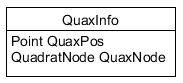 QuaxInfo
Point QuaxPos
QuadratNode QuaxNode